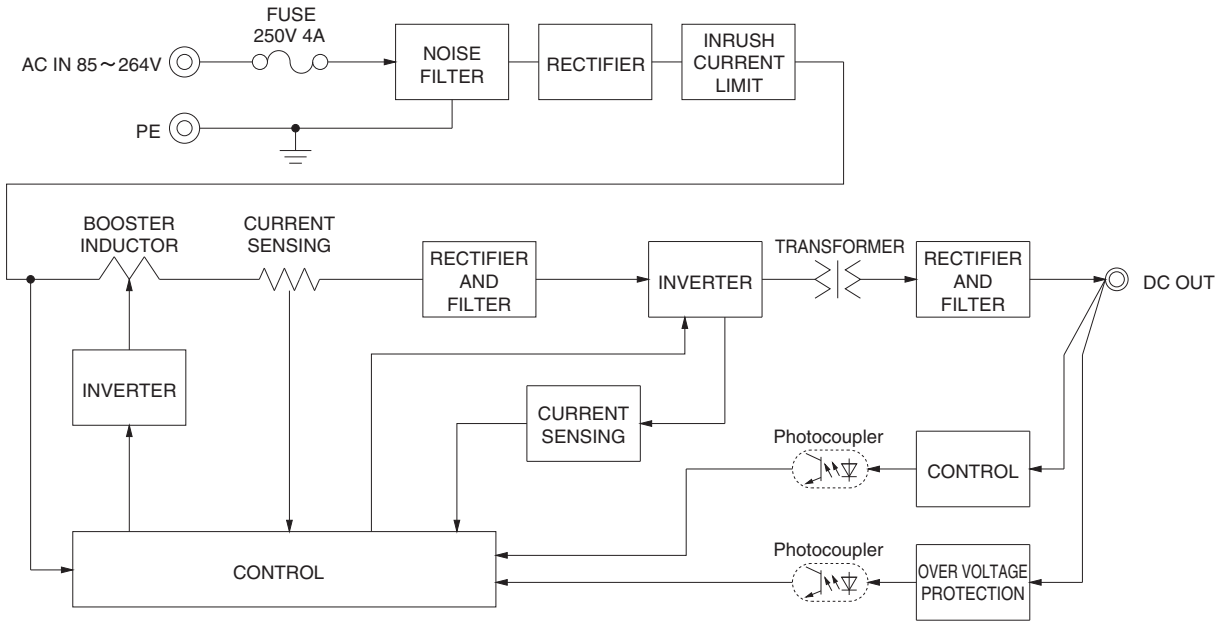 FUSE
250V 4A
AC IN 85～264V
NOISE
FILTER
RECTIFIER
INRUSH
CURRENT
LIMIT
PE
BOOSTER
INDUCTOR
CURRENT
SENSING
RECTIFIER
AND
FILTER
INVERTER
TRANSFORMER
RECTIFIER
AND
FILTER
DC OUT
INVERTER
CURRENT
SENSING
Photocoupler
CONTROL
CONTROL
Photocoupler
OVER VOLTAGE
PROTECTION